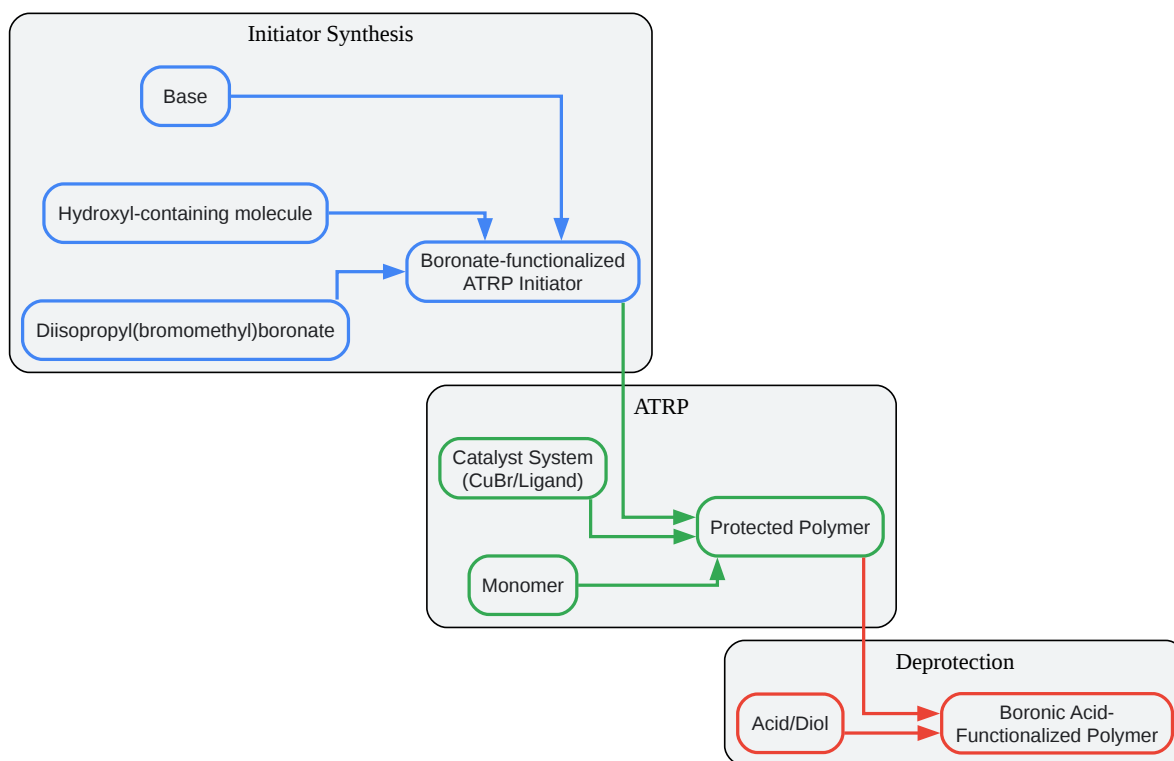 Initiator Synthesis
Base
Hydroxyl-containing molecule
Boronate-functionalized
ATRP Initiator
Diisopropyl(bromomethyl)boronate
ATRP
Catalyst System
(CuBr/Ligand)
Protected Polymer
Monomer
Deprotection
Acid/Diol
Boronic Acid-
Functionalized Polymer